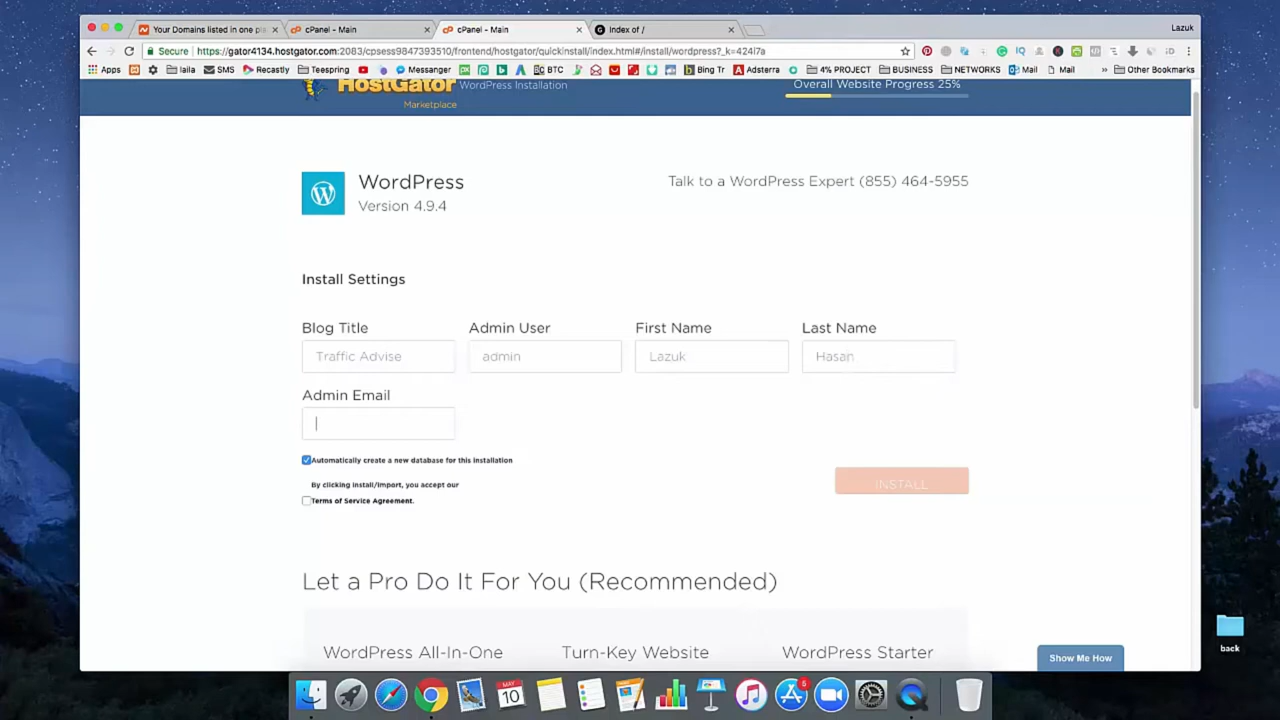 Your Domains listed in one pla
cPanel - Main
cPanel - Main
Index of /
Lazuk
Secure
https://gator4134.hostgator.com:2083/cpsess9847393510/frontend/hostgator/quickinstall/index.html#/install/wordpress?_k=424l7a
Apps
laila
SMS
Recastly
Teespring
Messanger
BTC
Bing Tr
Adsterra
4% PROJECT
BUSINESS
NETWORKS
Mail
Mail
Other Bookmarks
HostGator
Marketplace
WordPress Installation
Overall Website Progress 25%
WordPress
Version 4.9.4
Talk to a WordPress Expert (855) 464-5955
Install Settings
Blog Title Admin User First Name Last Name
Traffic Advise admin Lazuk Hasan
Admin Email
Automatically create a new database for this installation
By clicking install/import, you accept our
Terms of Service Agreement.
INSTALL
Let a Pro Do It For You (Recommended)
WordPress All-In-One Turn-Key Website WordPress Starter
Show Me How
back
MAY
10
5